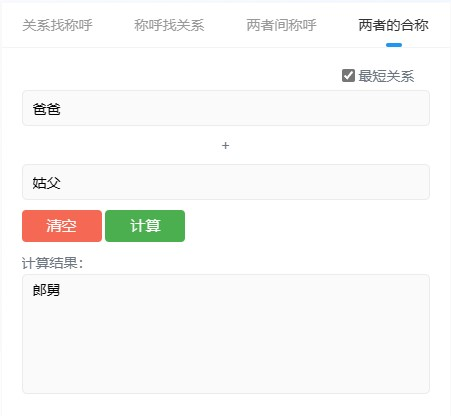 关系找称呼 称呼找关系 两者间称呼 两者的合称
最短关系
爸爸
+
姑父
清空 计算
计算结果：
郎舅